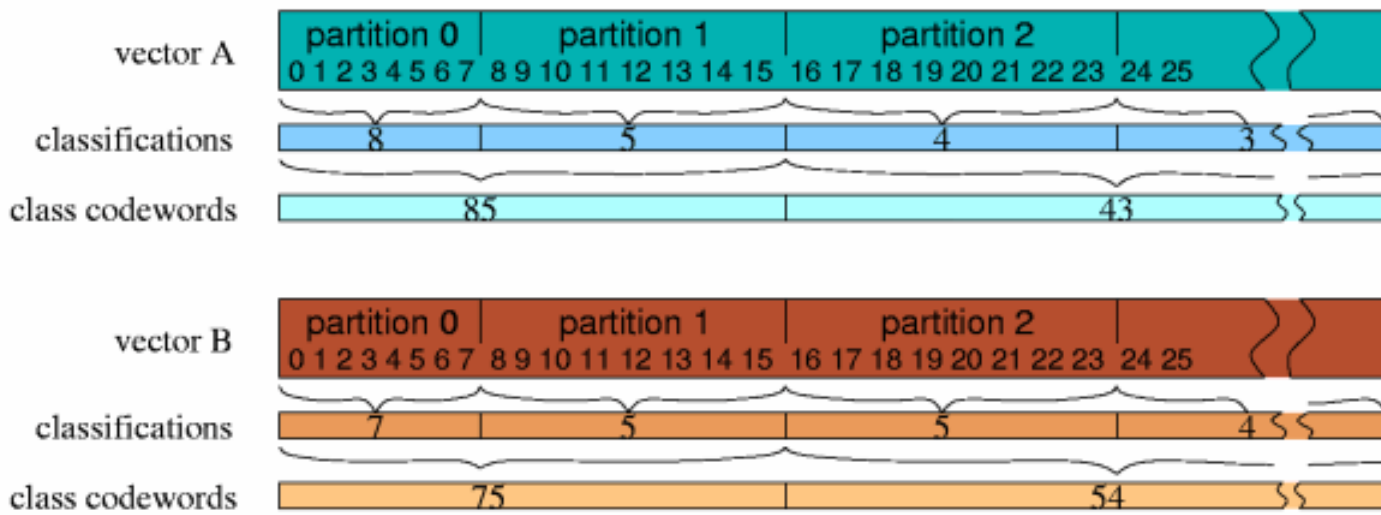 partition 0 partition 1 partition 2
vector A
0 1 2 3 4 5 6 7 8 9 10 11 12 13 14 15 16 17 18 19 20 21 22 23 24 25
classifications 8 5 4 3
class codewords 85 43
partition 0 partition 1 partition 2
vector B
0 1 2 3 4 5 6 7 8 9 10 11 12 13 14 15 16 17 18 19 20 21 22 23 24 25
classifications 7 5 5 4
class codewords 75 54